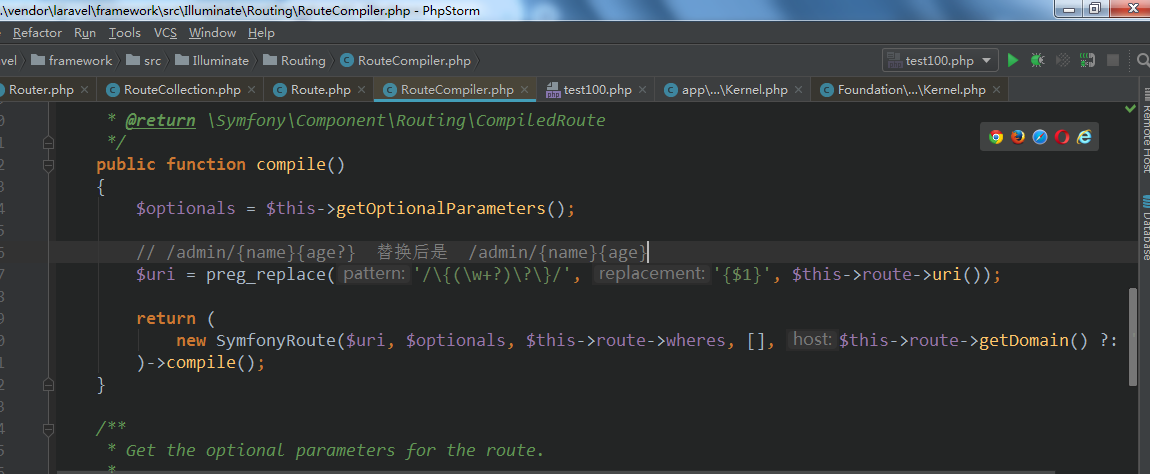 .\vendor\laravel\framework\src\Illuminate\Routing\RouteCompiler.php - PhpStorm
Refactor Run Tools VCS Window Help
vel framework src Illuminate Routing RouteCompiler.php test100.php
Router.php RouteCollection.php Route.php RouteCompiler.php test100.php app\...\Kernel.php Foundation\...\Kernel.php
0 * @return \Symfony\Component\Routing\CompiledRoute
1 */
2 public function compile()
3 {
4 $optionals = $this->getOptionalParameters();
5
6 // /admin/{name}{age?} 替换后是 /admin/{name}{age}
7 $uri = preg_replace( pattern: '/\{(\w+?)\?\}/', replacement: '{$1}', $this->route->uri());
8
9 return (
0 new SymfonyRoute($uri, $optionals, $this->route->wheres, [], host: $this->route->getDomain() ?:
1 )->compile();
2 }
3
4 /**
5 * Get the optional parameters for the route.
*
Remote Host
Database